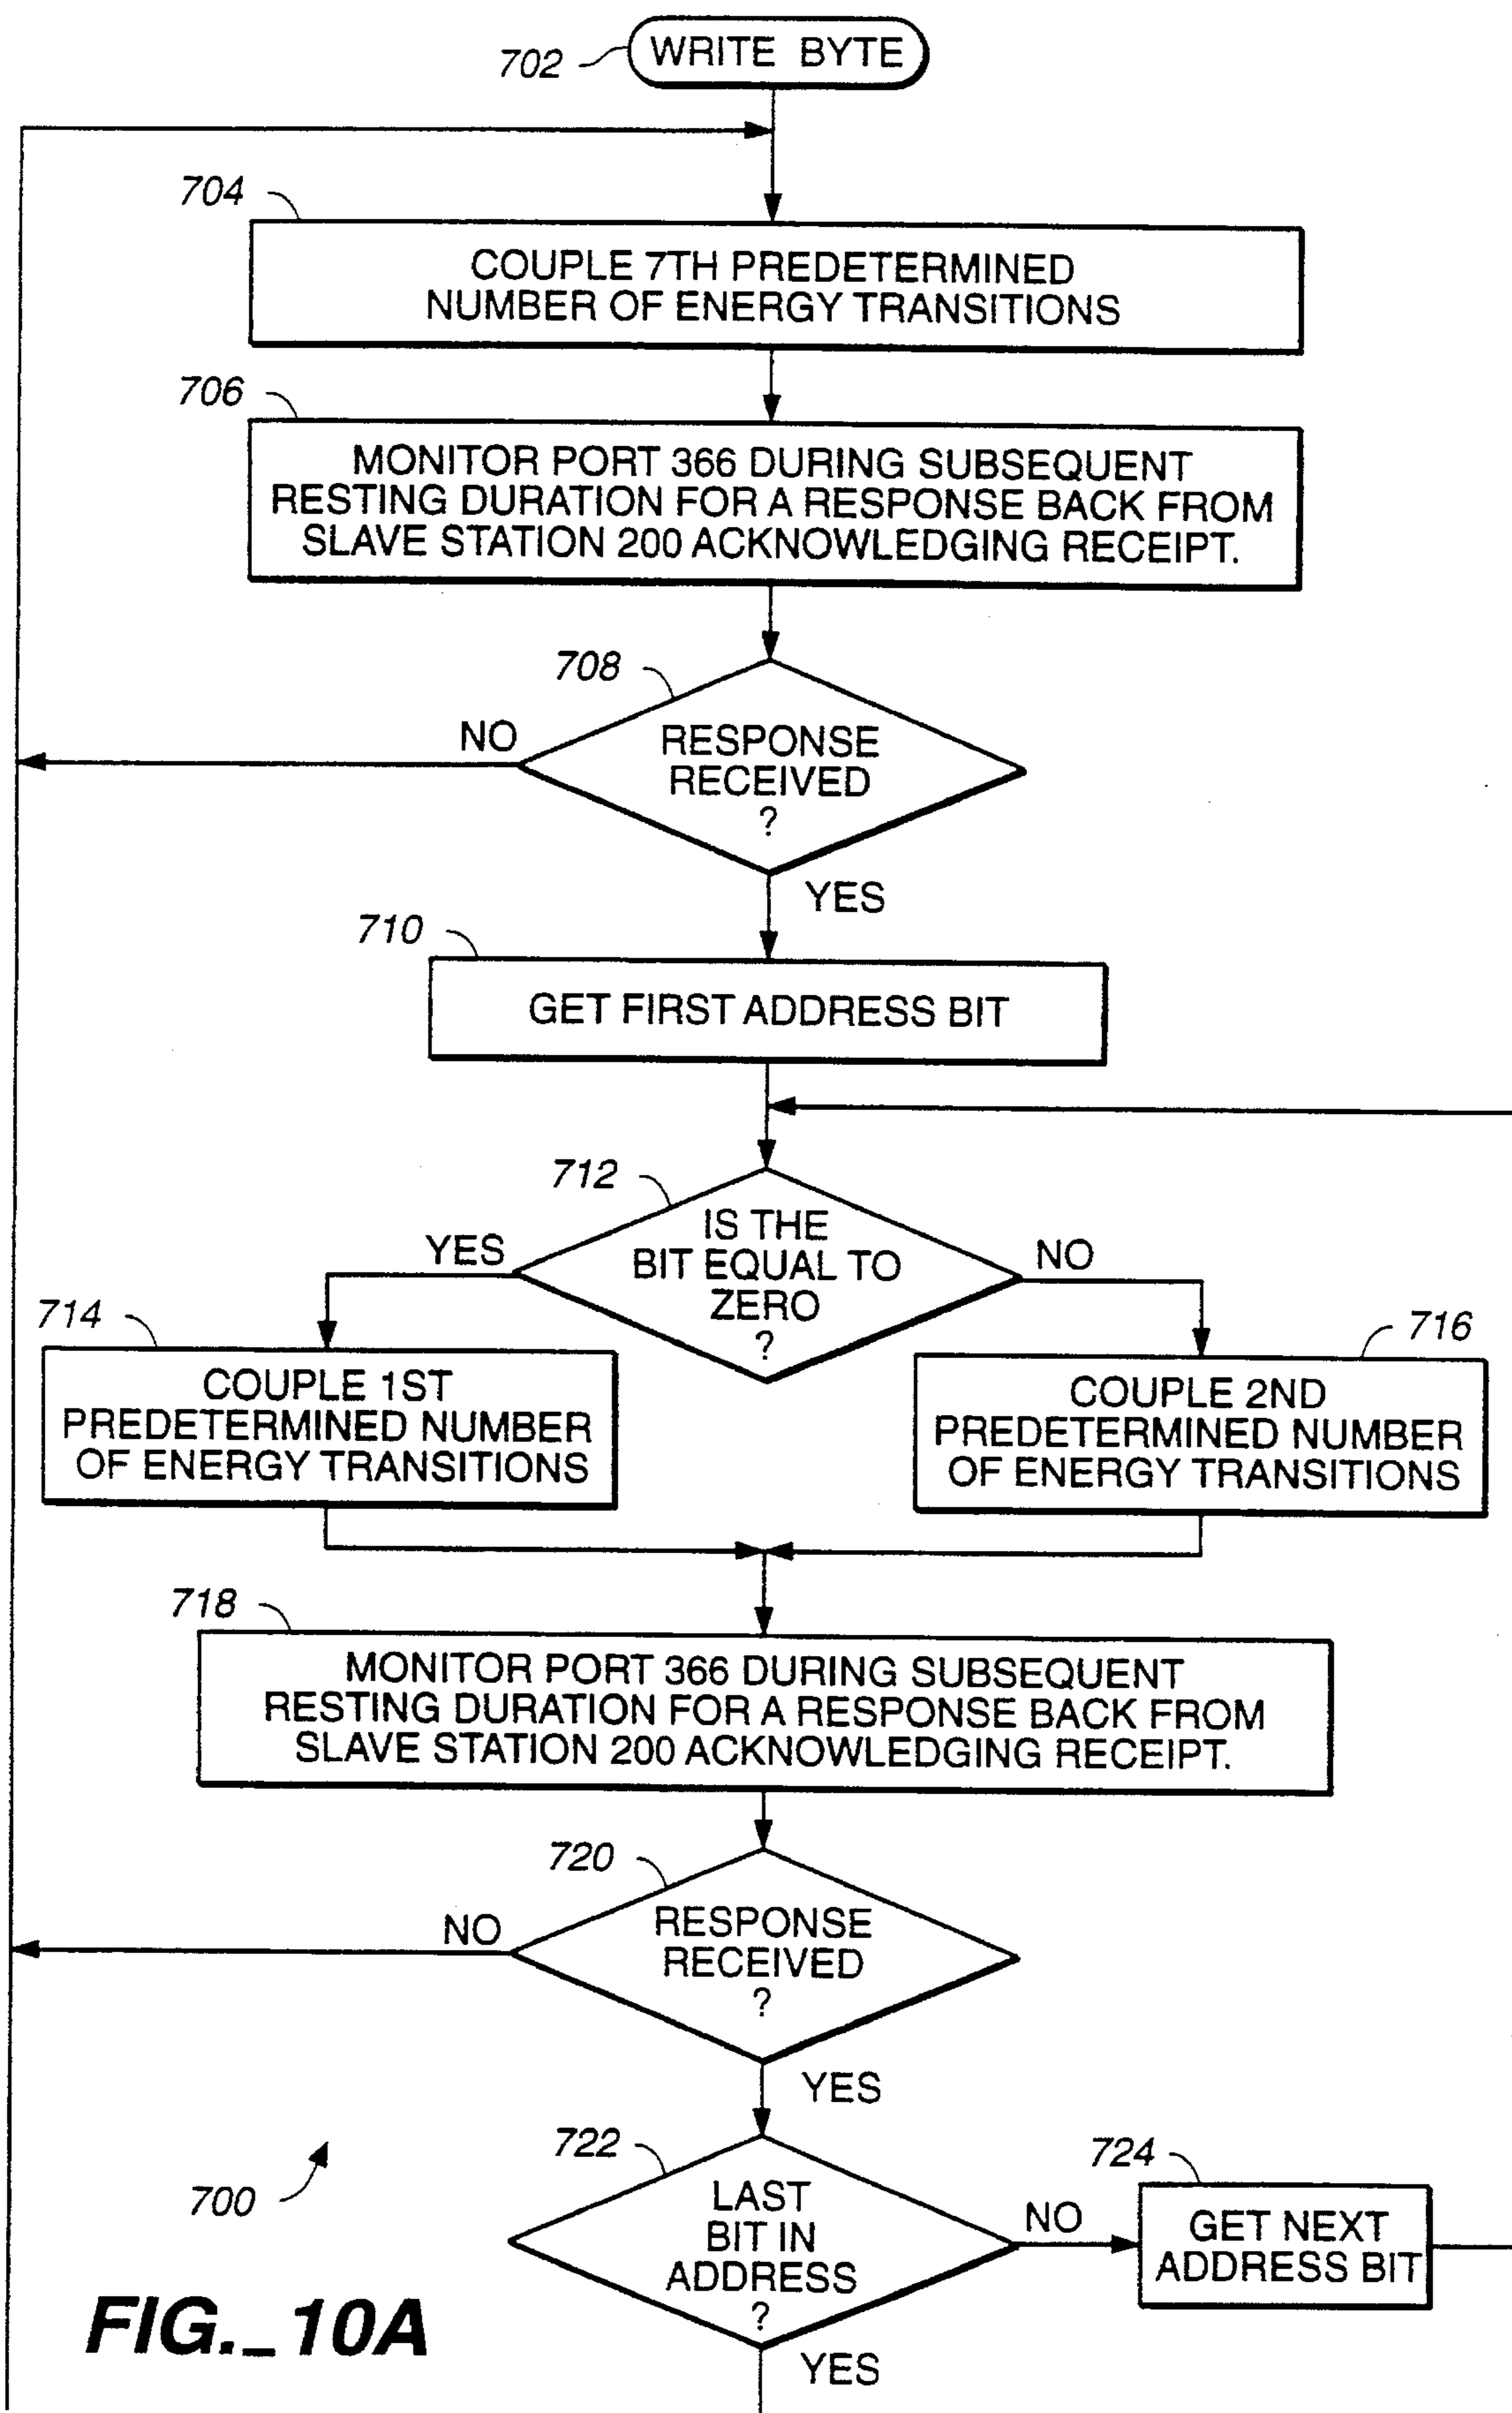 702
WRITE BYTE
704
COUPLE 7TH PREDETERMINED
NUMBER OF ENERGY TRANSITIONS
706
MONITOR PORT 366 DURING SUBSEQUENT
RESTING DURATION FOR A RESPONSE BACK FROM
SLAVE STATION 200 ACKNOWLEDGING RECEIPT.
708
NO
RESPONSE
RECEIVED
?
YES
710
GET FIRST ADDRESS BIT
712
YES
IS THE
BIT EQUAL TO
ZERO
?
NO
714
COUPLE 1ST
PREDETERMINED NUMBER
OF ENERGY TRANSITIONS
716
COUPLE 2ND
PREDETERMINED NUMBER
OF ENERGY TRANSITIONS
718
MONITOR PORT 366 DURING SUBSEQUENT
RESTING DURATION FOR A RESPONSE BACK FROM
SLAVE STATION 200 ACKNOWLEDGING RECEIPT.
720
NO
RESPONSE
RECEIVED
?
YES
700
722
LAST
BIT IN
ADDRESS
?
NO
724
GET NEXT
ADDRESS BIT
YES
FIG._10A